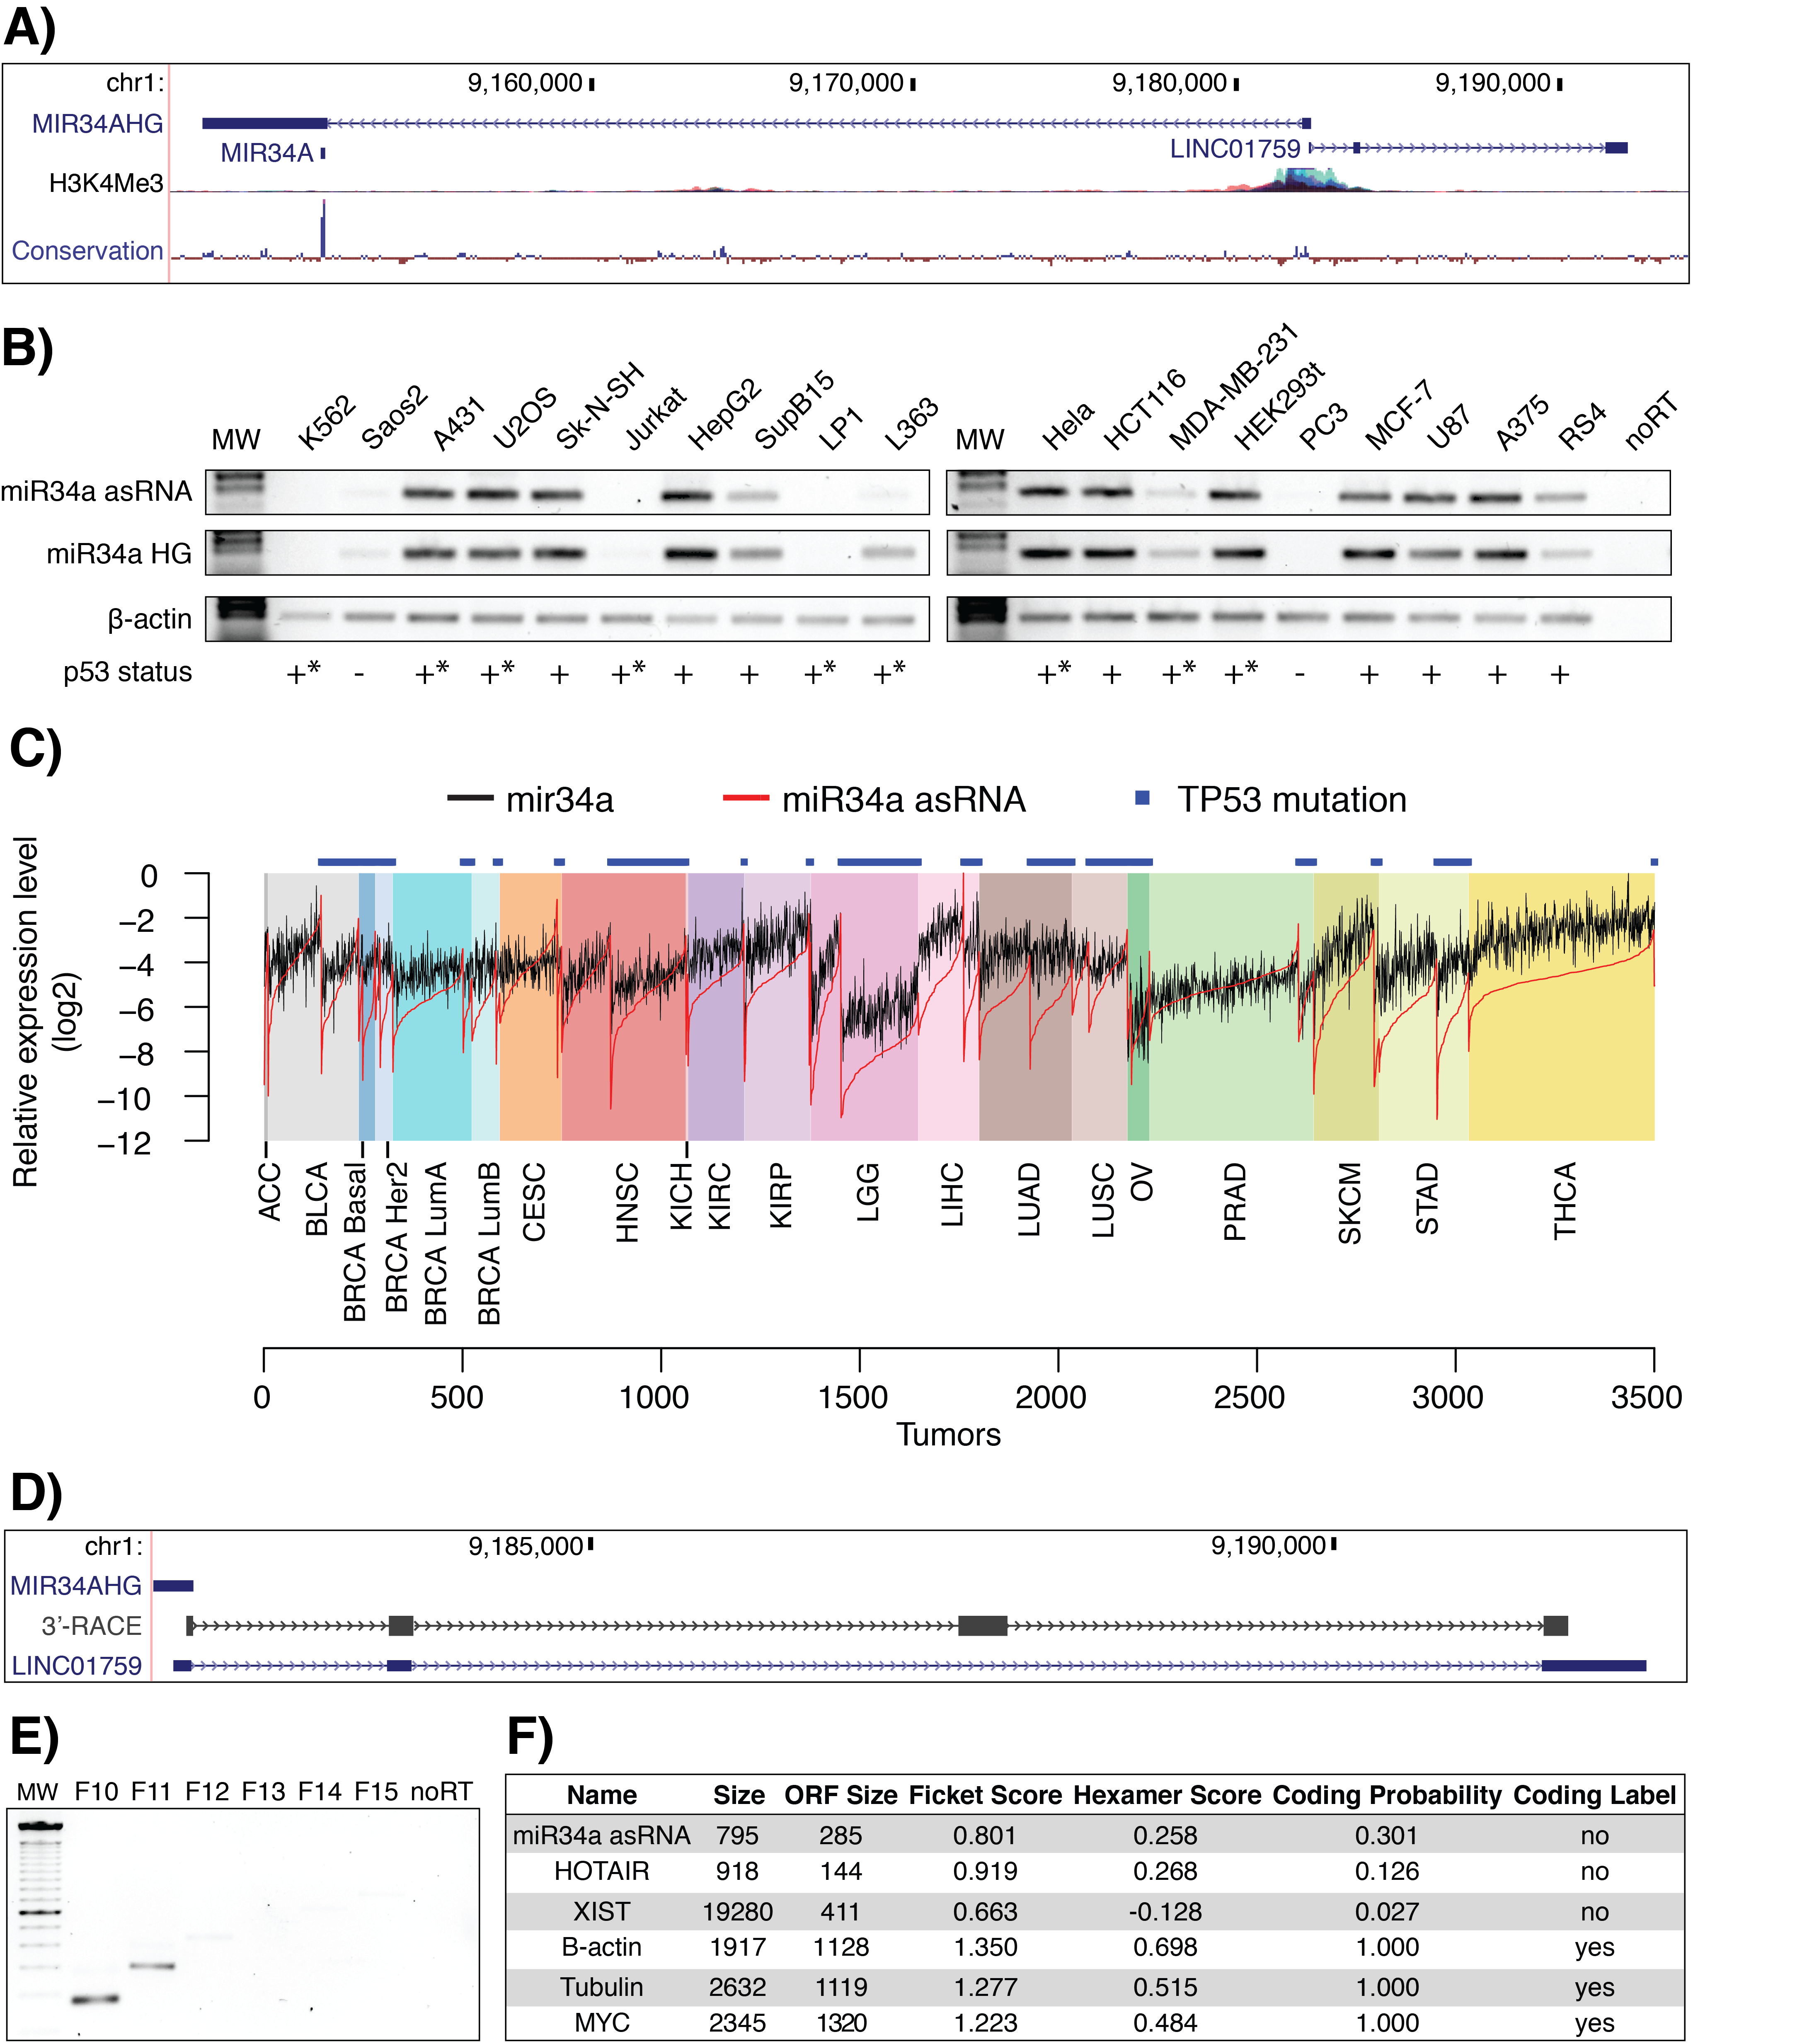 A)
chr1: 9,160,000 9,170,000 9,180,000 9,190,000
MIR34AHG
MIR34A LINC01759
H3K4Me3
Conservation
B)
MW K562 Saos2 A431 U2OS Sk-N-SH Jurkat HepG2 SupB15 LP1 L363 MW Hela HCT116 MDA-MB-231 HEK293t PC3 MCF-7 U87 A375 RS4 noRT
miR34a asRNA
miR34a HG
β-actin
p53 status +* - +* +* + +* + + +* +* +* + +* +* - + + + +
C)
mir34a miR34a asRNA TP53 mutation
Relative expression level
(log2)
0
−2
−4
−6
−8
−10
−12
ACC BLCA BRCA Basal BRCA Her2 BRCA LumA BRCA LumB CESC HNSC KICH KIRC KIRP LGG LIHC LUAD LUSC OV PRAD SKCM STAD THCA
0 500 1000 1500 2000 2500 3000 3500
Tumors
D)
chr1: 9,185,000 9,190,000
MIR34AHG
3'-RACE
LINC01759
E)
MW F10 F11 F12 F13 F14 F15 noRT
F)
Name Size ORF Size Ficket Score Hexamer Score Coding Probability Coding Label
miR34a asRNA 795 285 0.801 0.258 0.301 no
HOTAIR 918 144 0.919 0.268 0.126 no
XIST 19280 411 0.663 -0.128 0.027 no
B-actin 1917 1128 1.350 0.698 1.000 yes
Tubulin 2632 1119 1.277 0.515 1.000 yes
MYC 2345 1320 1.223 0.484 1.000 yes